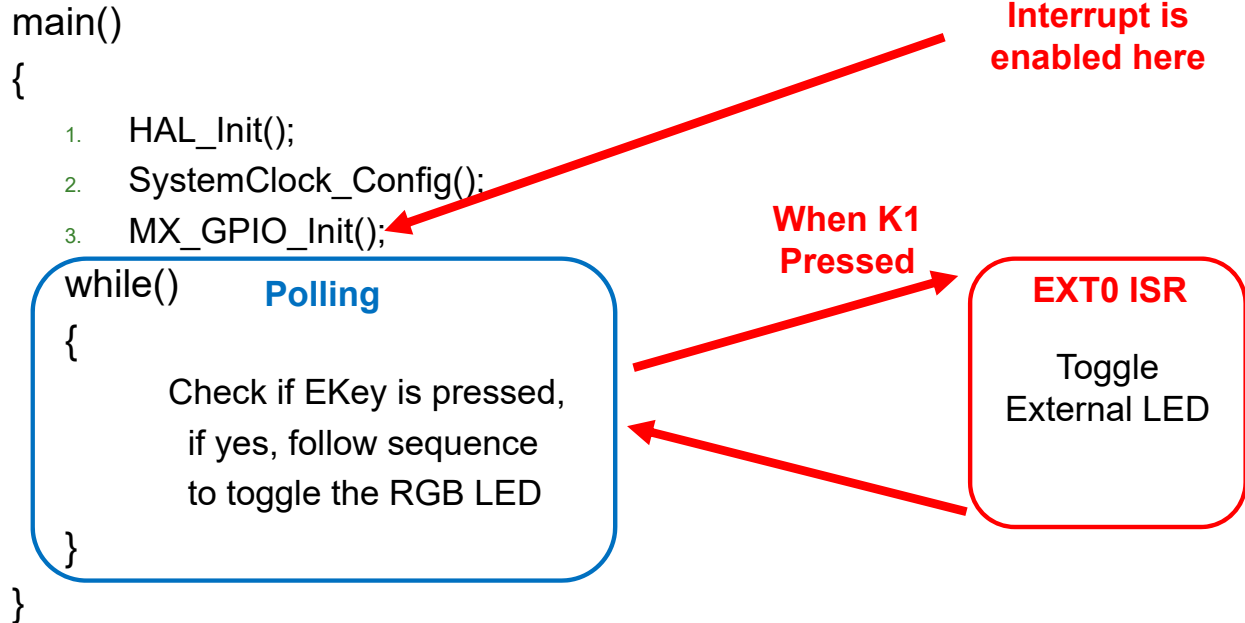 main()
{
1. HAL_Init();
2. SystemClock_Config();
3. MX_GPIO_Init();
while()
Polling
{
Check if EKey is pressed,
if yes, follow sequence
to toggle the RGB LED
}
}
Interrupt is
enabled here
When K1
Pressed
EXT0 ISR
Toggle
External LED